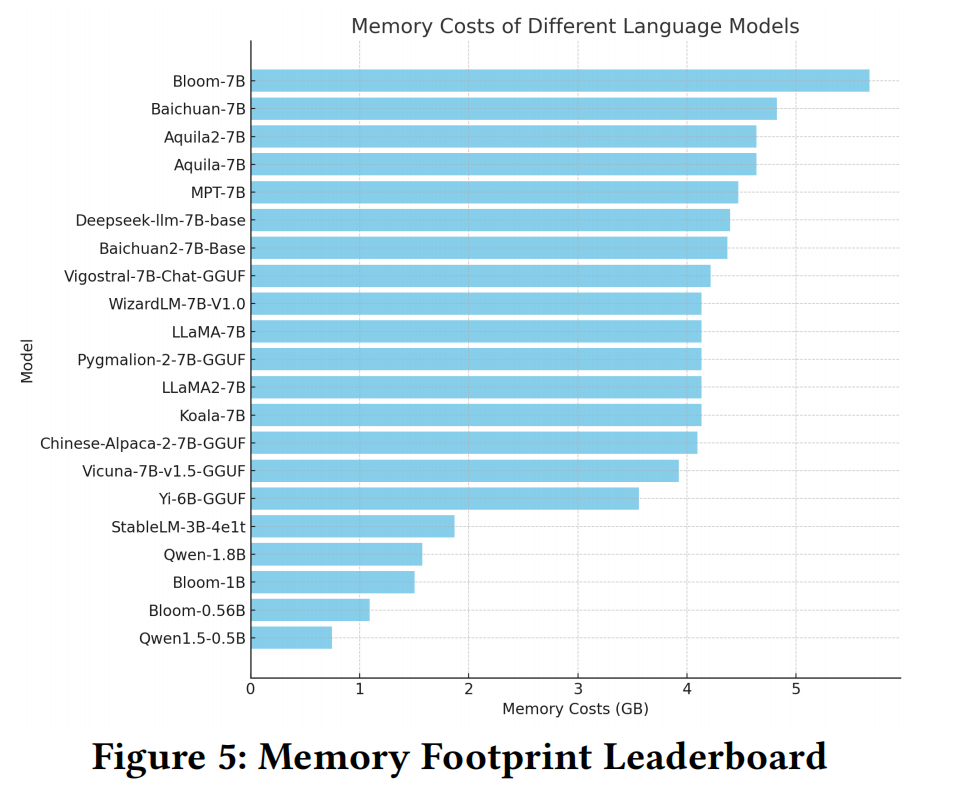 Memory Costs of Different Language Models
Bloom-7B
Baichuan-7B
Aquila2-7B
Aquila-7B
MPT-7B
Deepseek-llm-7B-base
Baichuan2-7B-Base
Vigostral-7B-Chat-GGUF
WizardLM-7B-V1.0
LLaMA-7B
Pygmalion-2-7B-GGUF
LLaMA2-7B
Koala-7B
Chinese-Alpaca-2-7B-GGUF
Vicuna-7B-v1.5-GGUF
Yi-6B-GGUF
StableLM-3B-4e1t
Qwen-1.8B
Bloom-1B
Bloom-0.56B
Qwen1.5-0.5B
Model
0 1 2 3 4 5
Memory Costs (GB)
Figure 5: Memory Footprint Leaderboard